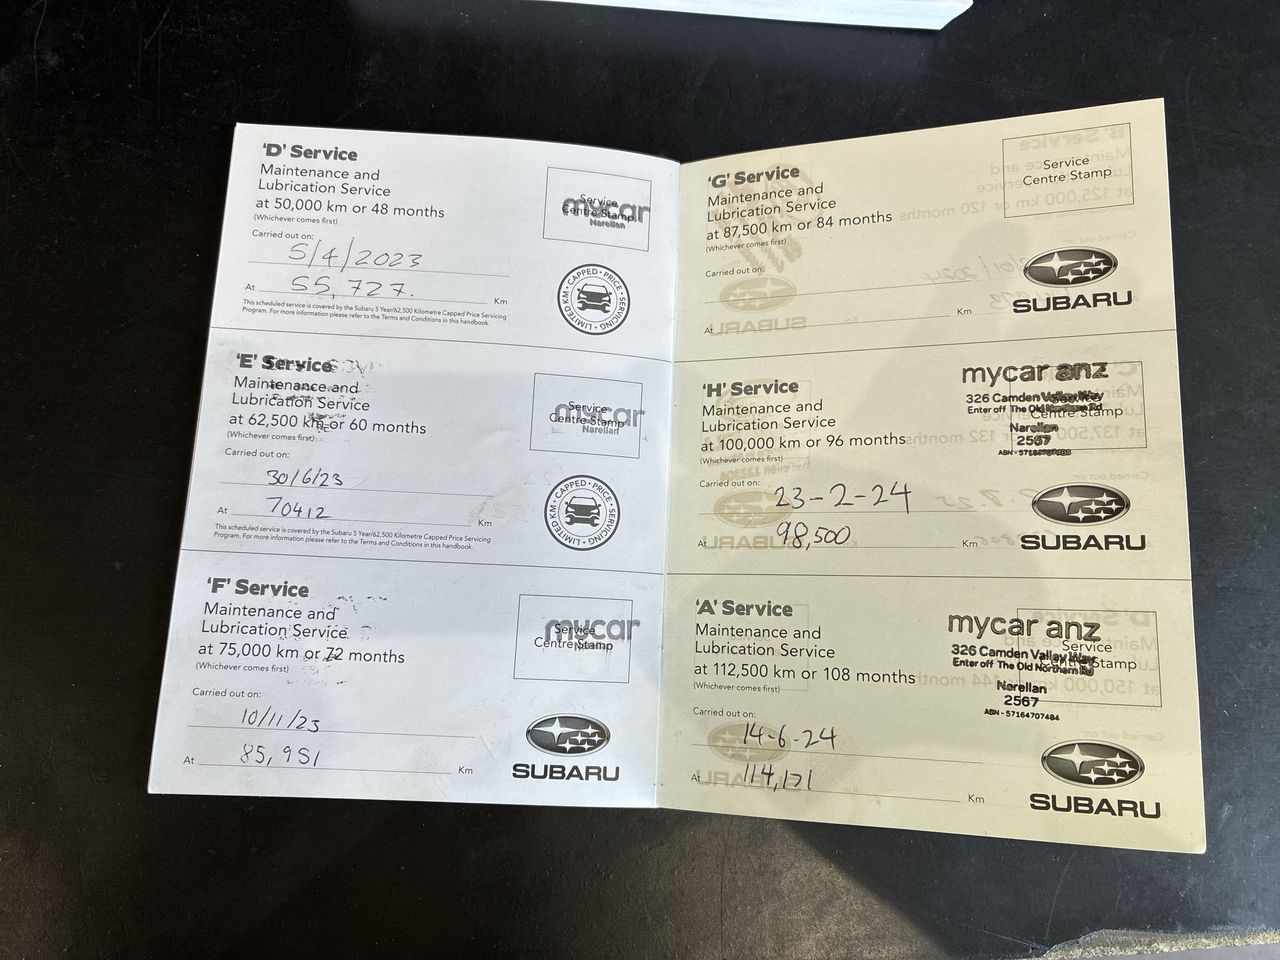 'D' Service
Maintenance and
Lubrication Service
at 50,000 km or 48 months
(Whichever comes first)
Carried out on:
5/4/2023
At 55,727. Km
This scheduled service is covered by the Subaru 5 Year/62,500 Kilometre Capped Price Servicing
Program. For more information please refer to the Terms and Conditions in this handbook.
Service
Centre Stamp
mycar
Narellan
CAPPED • PRICE • SERVICING • LIMITED KM •
'E' Service
Maintenance and
Lubrication Service
at 62,500 km or 60 months
(Whichever comes first)
Carried out on:
30/6/23
At 70412 Km
This scheduled service is covered by the Subaru 5 Year/62,500 Kilometre Capped Price Servicing
Program. For more information please refer to the Terms and Conditions in this handbook.
Service
Centre Stamp
mycar
Narellan
CAPPED • PRICE • SERVICING • LIMITED KM •
'F' Service
Maintenance and
Lubrication Service
at 75,000 km or 72 months
(Whichever comes first)
Carried out on:
10/11/23
At 85,951 Km
Service
Centre Stamp
mycar
SUBARU
'G' Service
Maintenance and
Lubrication Service
at 87,500 km or 84 months
(Whichever comes first)
Carried out on:
At Km
Service
Centre Stamp
SUBARU
'H' Service
Maintenance and
Lubrication Service
at 100,000 km or 96 months
(Whichever comes first)
Carried out on:
23-2-24
At 98,500 Km
Service
Centre Stamp
mycar anz
326 Camden Valley Way
Enter off The Old Northern Rd
Narellan
2567
ABN - 57164707484
SUBARU
'A' Service
Maintenance and
Lubrication Service
at 112,500 km or 108 months
(Whichever comes first)
Carried out on:
14-6-24
At 114,171 Km
Service
Centre Stamp
mycar anz
326 Camden Valley Way
Enter off The Old Northern Rd
Narellan
2567
ABN - 57164707484
SUBARU